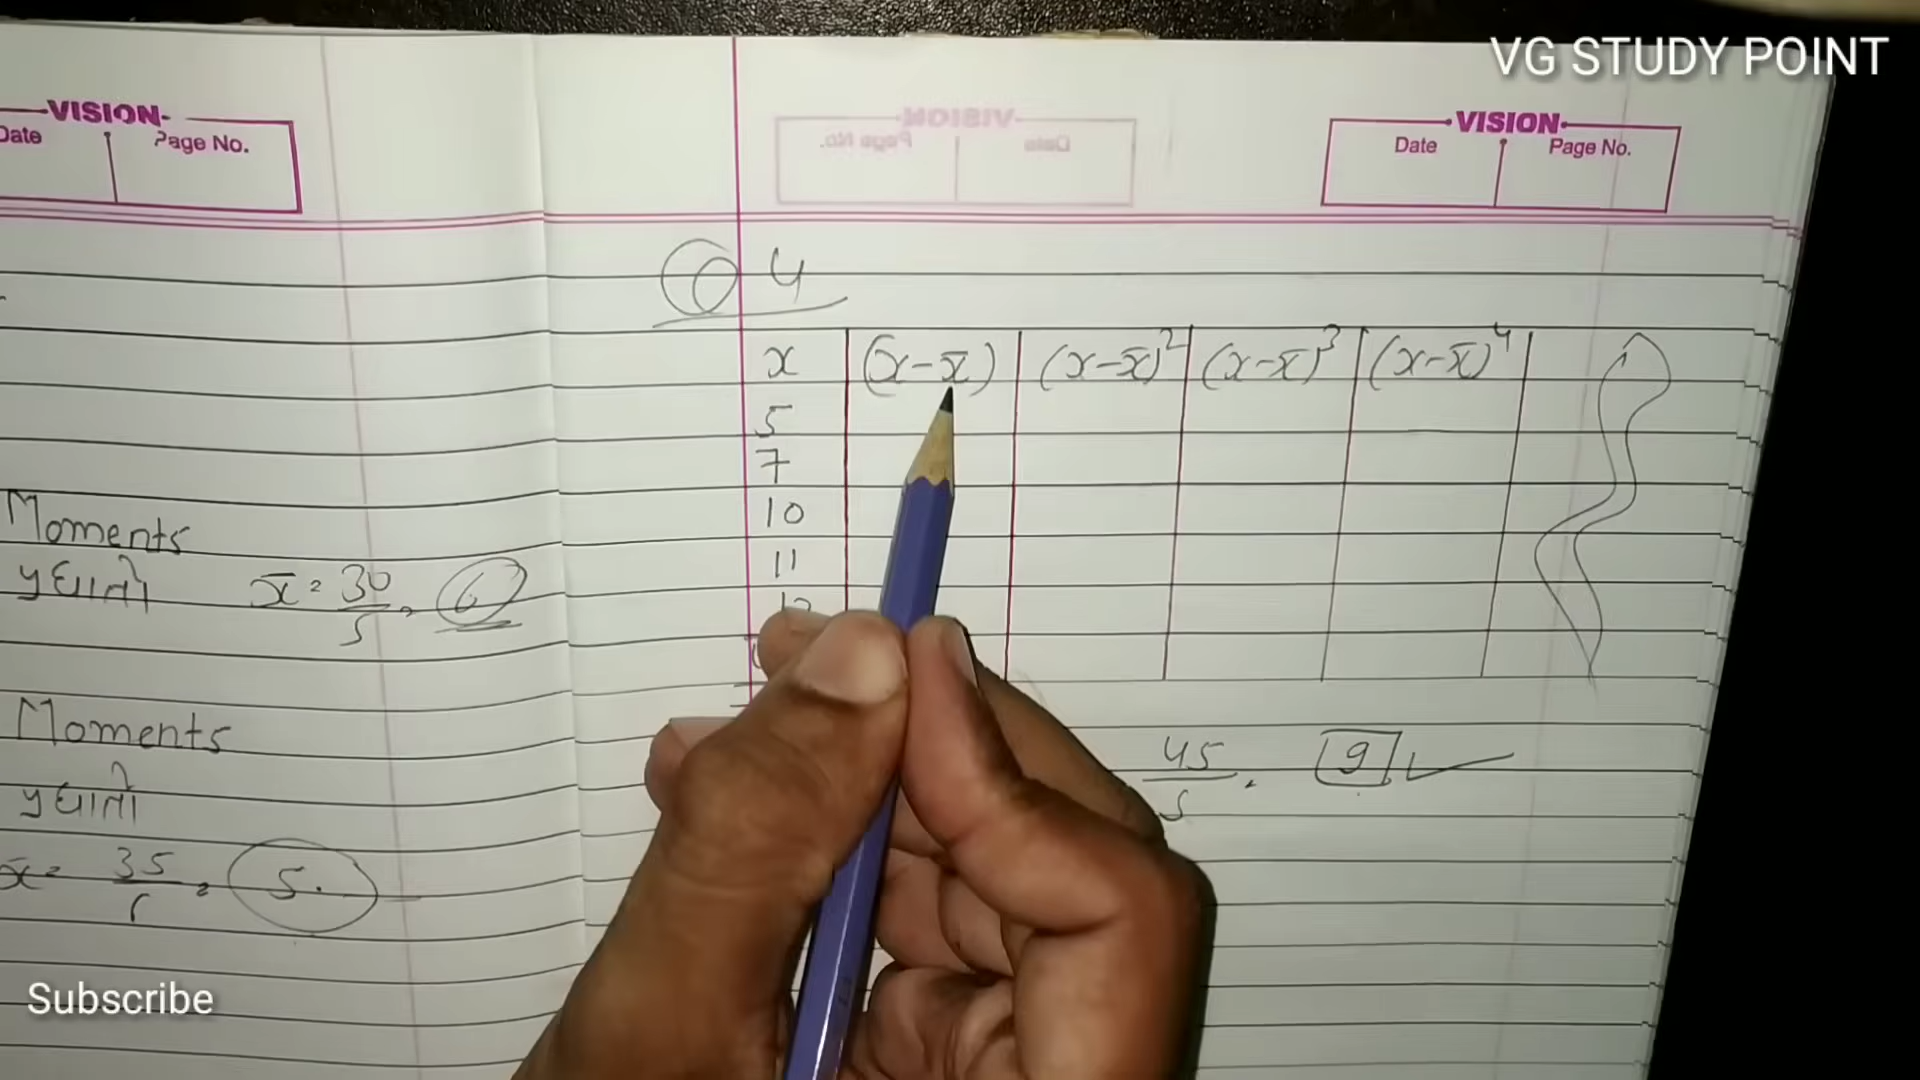 VG STUDY POINT
VISION
Date Page No.
VISION
Date Page No.
Q 4
x (x-x̄) (x-x̄)² (x-x̄)³ (x-x̄)⁴
5
7
10
11
12
45/5 = 9
Moments
x̄ = 30/5 = 6
Moments
x̄ = 35/ = 5.
Subscribe